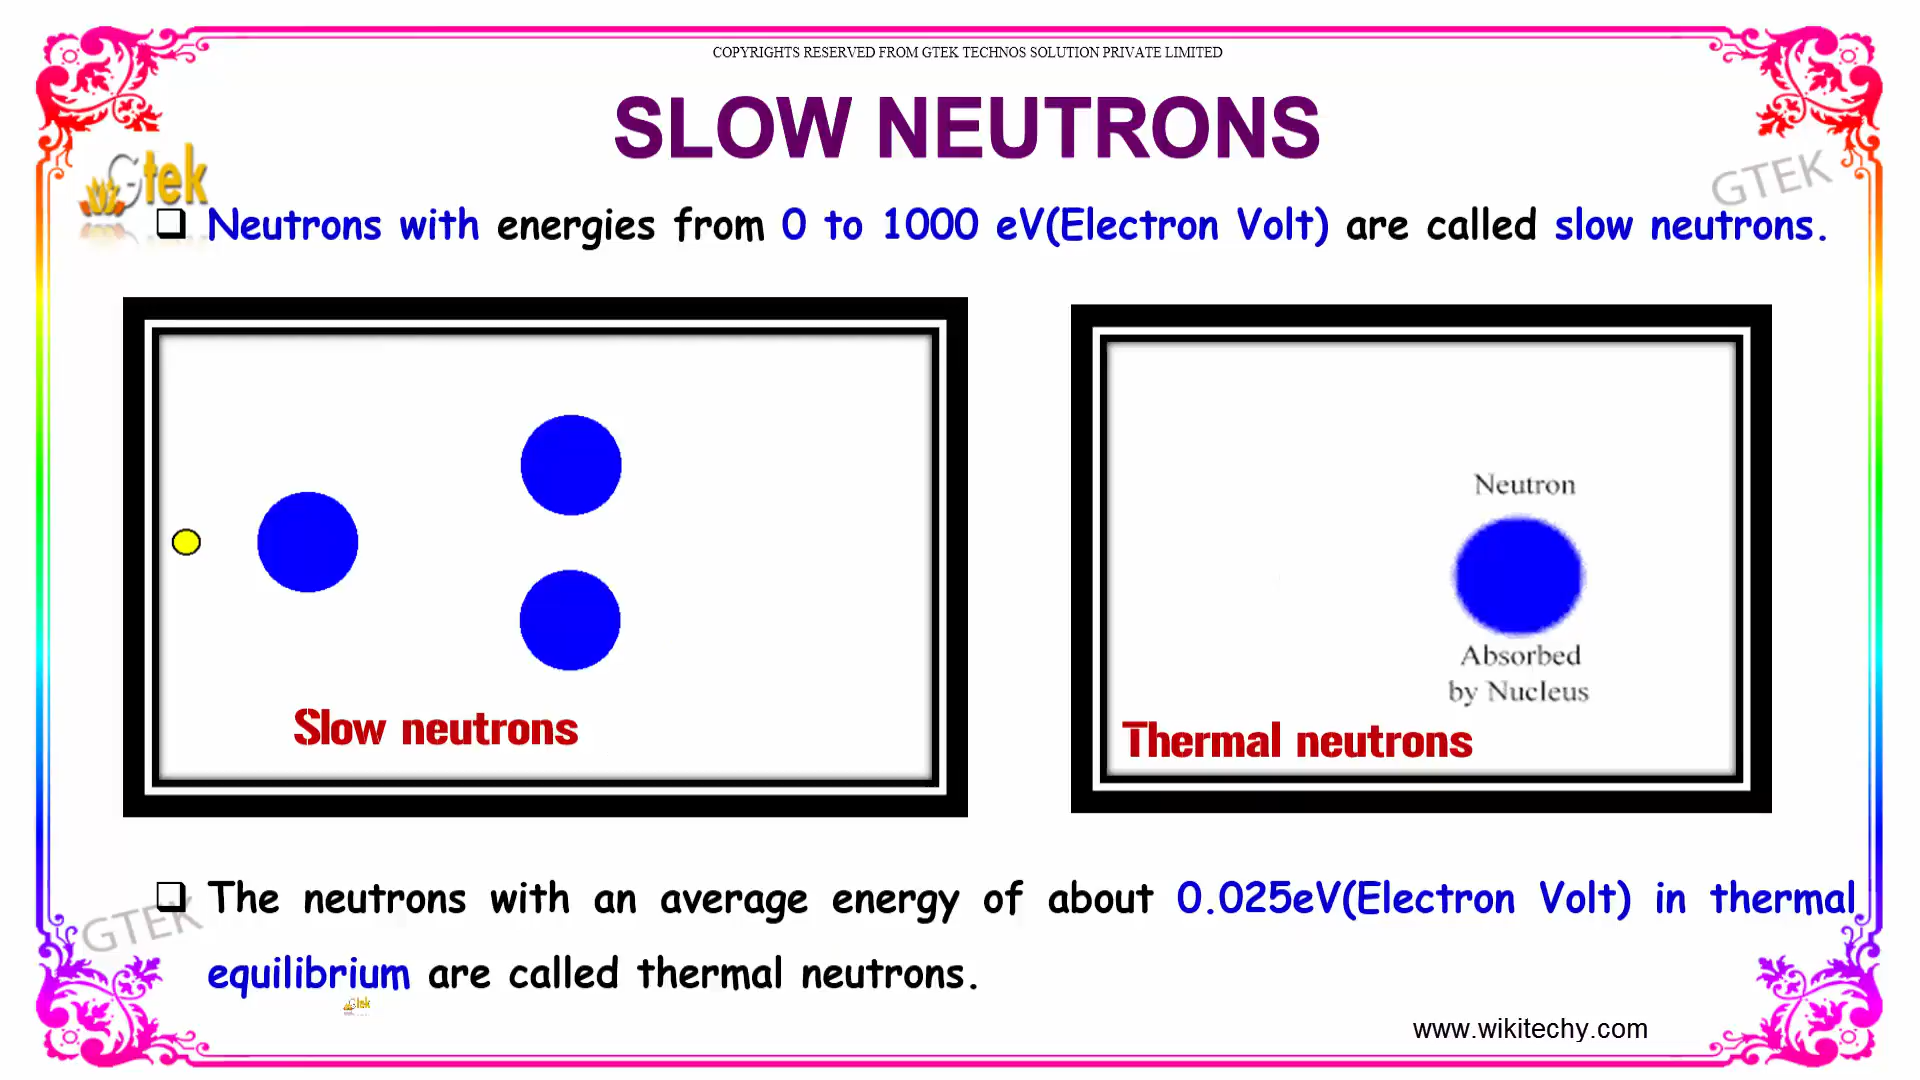 COPYRIGHTS RESERVED FROM GTEK TECHNOS SOLUTION PRIVATE LIMITED
SLOW NEUTRONS
Gtek
GTEK
❑ Neutrons with energies from 0 to 1000 eV(Electron Volt) are called slow neutrons.
Neutron
Absorbed
by Nucleus
Slow neutrons
Thermal neutrons
❑ The neutrons with an average energy of about 0.025eV(Electron Volt) in thermal
GTEK
equilibrium are called thermal neutrons.
Gtek
www.wikitechy.com